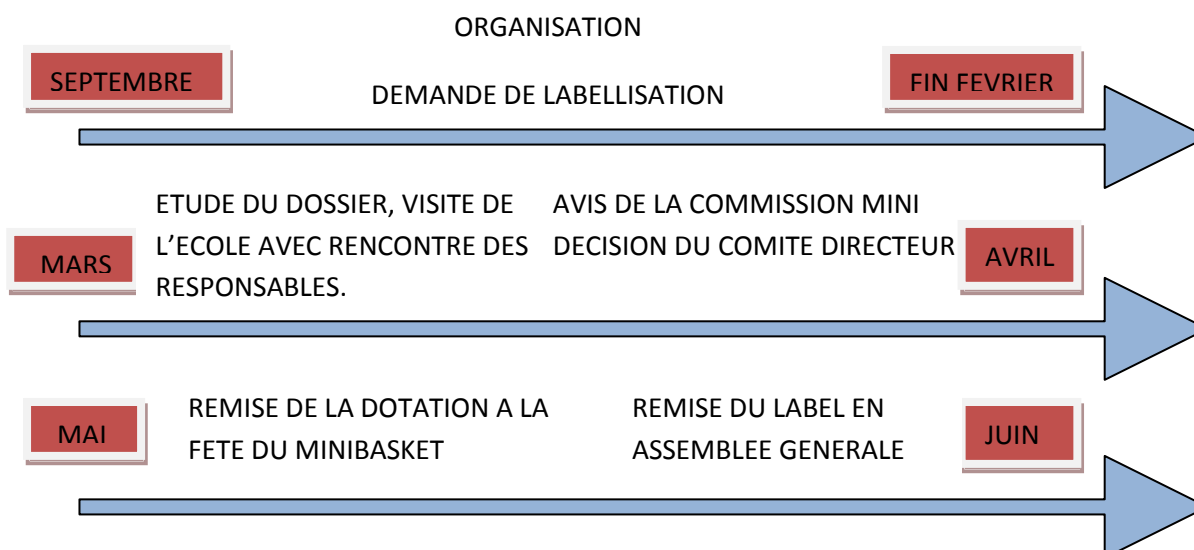 ORGANISATION
SEPTEMBRE
DEMANDE DE LABELLISATION
FIN FEVRIER
MARS
ETUDE DU DOSSIER, VISITE DE
L’ECOLE AVEC RENCONTRE DES
RESPONSABLES.
AVIS DE LA COMMISSION MINI
DECISION DU COMITE DIRECTEUR
AVRIL
MAI
REMISE DE LA DOTATION A LA
FETE DU MINIBASKET
REMISE DU LABEL EN
ASSEMBLEE GENERALE
JUIN